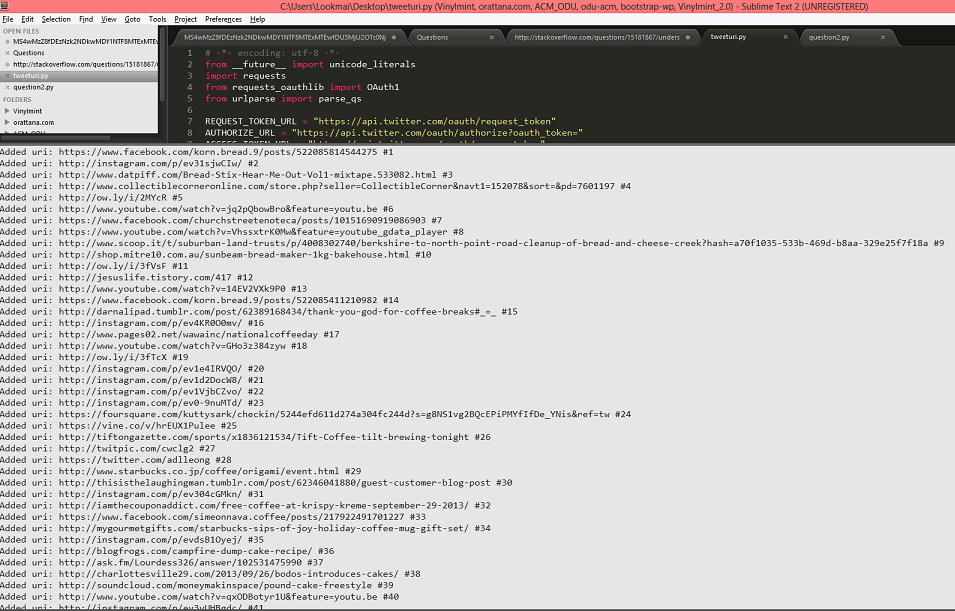 C:\Users\Lookmai\Desktop\tweeturi.py (Vinylmint, orattana.com, ACM_ODU, odu-acm, bootstrap-wp, Vinylmint_2.0) - Sublime Text 2 (UNREGISTERED)
File Edit Selection Find View Goto Tools Project Preferences Help
OPEN FILES
Questions
http://stackoverflow.com/questions/15181867/
tweeturi.py
question2.py
FOLDERS
Vinylmint
orattana.com
ACM_ODU
Questions http://stackoverflow.com/questions/15181867/unders tweeturi.py question2.py
1 # -*- encoding: utf-8 -*-
2 from __future__ import unicode_literals
3 import requests
4 from requests_oauthlib import OAuth1
5 from urlparse import parse_qs
6
7 REQUEST_TOKEN_URL = "https://api.twitter.com/oauth/request_token"
8 AUTHORIZE_URL = "https://api.twitter.com/oauth/authorize?oauth_token="
Added uri: https://www.facebook.com/korn.bread.9/posts/522085814544275 #1
Added uri: http://instagram.com/p/ev31sjwCIw/ #2
Added uri: http://www.datpiff.com/Bread-Stix-Hear-Me-Out-Vol1-mixtape.533082.html #3
Added uri: http://www.collectiblecorneronline.com/store.php?seller=CollectibleCorner&navt1=152078&sort=&pd=7601197 #4
Added uri: http://ow.ly/i/2MYcR #5
Added uri: http://www.youtube.com/watch?v=jq2pQbowBro&feature=youtu.be #6
Added uri: https://www.facebook.com/churchstreetenoteca/posts/10151690919086903 #7
Added uri: https://www.youtube.com/watch?v=VhssxtrK0Mw&feature=youtube_gdata_player #8
Added uri: http://www.scoop.it/t/suburban-land-trusts/p/4008302740/berkshire-to-north-point-road-cleanup-of-bread-and-cheese-creek?hash=a70f1035-533b-469d-b8aa-329e25f7f18a #9
Added uri: http://shop.mitre10.com.au/sunbeam-bread-maker-1kg-bakehouse.html #10
Added uri: http://ow.ly/i/3fVsF #11
Added uri: http://jesuslife.tistory.com/417 #12
Added uri: http://www.youtube.com/watch?v=14EV2VXk9P0 #13
Added uri: https://www.facebook.com/korn.bread.9/posts/522085411210982 #14
Added uri: http://darnalipad.tumblr.com/post/62389168434/thank-you-god-for-coffee-breaks#_=_ #15
Added uri: http://instagram.com/p/ev4KR0O0mv/ #16
Added uri: http://www.pages02.net/wawainc/nationalcoffeeday #17
Added uri: http://www.youtube.com/watch?v=GHo3z384zyw #18
Added uri: http://ow.ly/i/3fTcX #19
Added uri: http://instagram.com/p/ev1e4IRVQO/ #20
Added uri: http://instagram.com/p/ev1d2DocW8/ #21
Added uri: http://instagram.com/p/ev1VjbCZvo/ #22
Added uri: http://instagram.com/p/ev0-9nuMTd/ #23
Added uri: https://foursquare.com/kuttysark/checkin/5244efd611d274a304fc244d?s=g8NS1vg2BQcEPiPMYfIfDe_YNis&ref=tw #24
Added uri: https://vine.co/v/hrEUX1Pulee #25
Added uri: http://tiftongazette.com/sports/x1836121534/Tift-Coffee-tilt-brewing-tonight #26
Added uri: http://twitpic.com/cwclg2 #27
Added uri: https://twitter.com/adlleong #28
Added uri: http://www.starbucks.co.jp/coffee/origami/event.html #29
Added uri: http://thisisthelaughingman.tumblr.com/post/62346041880/guest-customer-blog-post #30
Added uri: http://instagram.com/p/ev304cGMkn/ #31
Added uri: http://iamthecouponaddict.com/free-coffee-at-krispy-kreme-september-29-2013/ #32
Added uri: https://www.facebook.com/simeonnava.coffee/posts/217922491701227 #33
Added uri: http://mygourmetgifts.com/starbucks-sips-of-joy-holiday-coffee-mug-gift-set/ #34
Added uri: http://instagram.com/p/evdsB1Oyej/ #35
Added uri: http://blogfrogs.com/campfire-dump-cake-recipe/ #36
Added uri: http://ask.fm/Lourdess326/answer/102531475990 #37
Added uri: http://charlottesville29.com/2013/09/26/bodos-introduces-cakes/ #38
Added uri: http://soundcloud.com/moneymakinspace/pound-cake-freestyle #39
Added uri: http://www.youtube.com/watch?v=qxODBotyr1U&feature=youtu.be #40
Added uri: #41